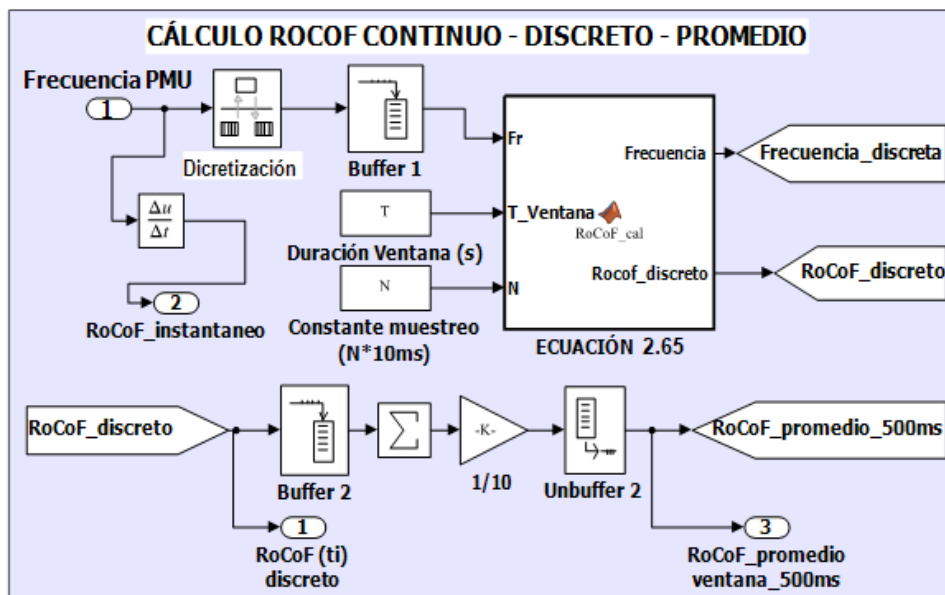 CÁLCULO ROCOF CONTINUO - DISCRETO - PROMEDIO
Frecuencia PMU
1
Dicretización
Buffer 1
Δu
Δt
2
RoCoF_instantaneo
T
Duración Ventana (s)
N
Constante muestreo
(N*10ms)
Fr
T_Ventana
N
RoCoF_cal
Frecuencia
Rocof_discreto
ECUACIÓN 2.65
Frecuencia_discreta
RoCoF_discreto
RoCoF_discreto
1
RoCoF (ti)
discreto
Buffer 2
Σ
-K-
1/10
Unbuffer 2
RoCoF_promedio_500ms
3
RoCoF_promedio
ventana_500ms